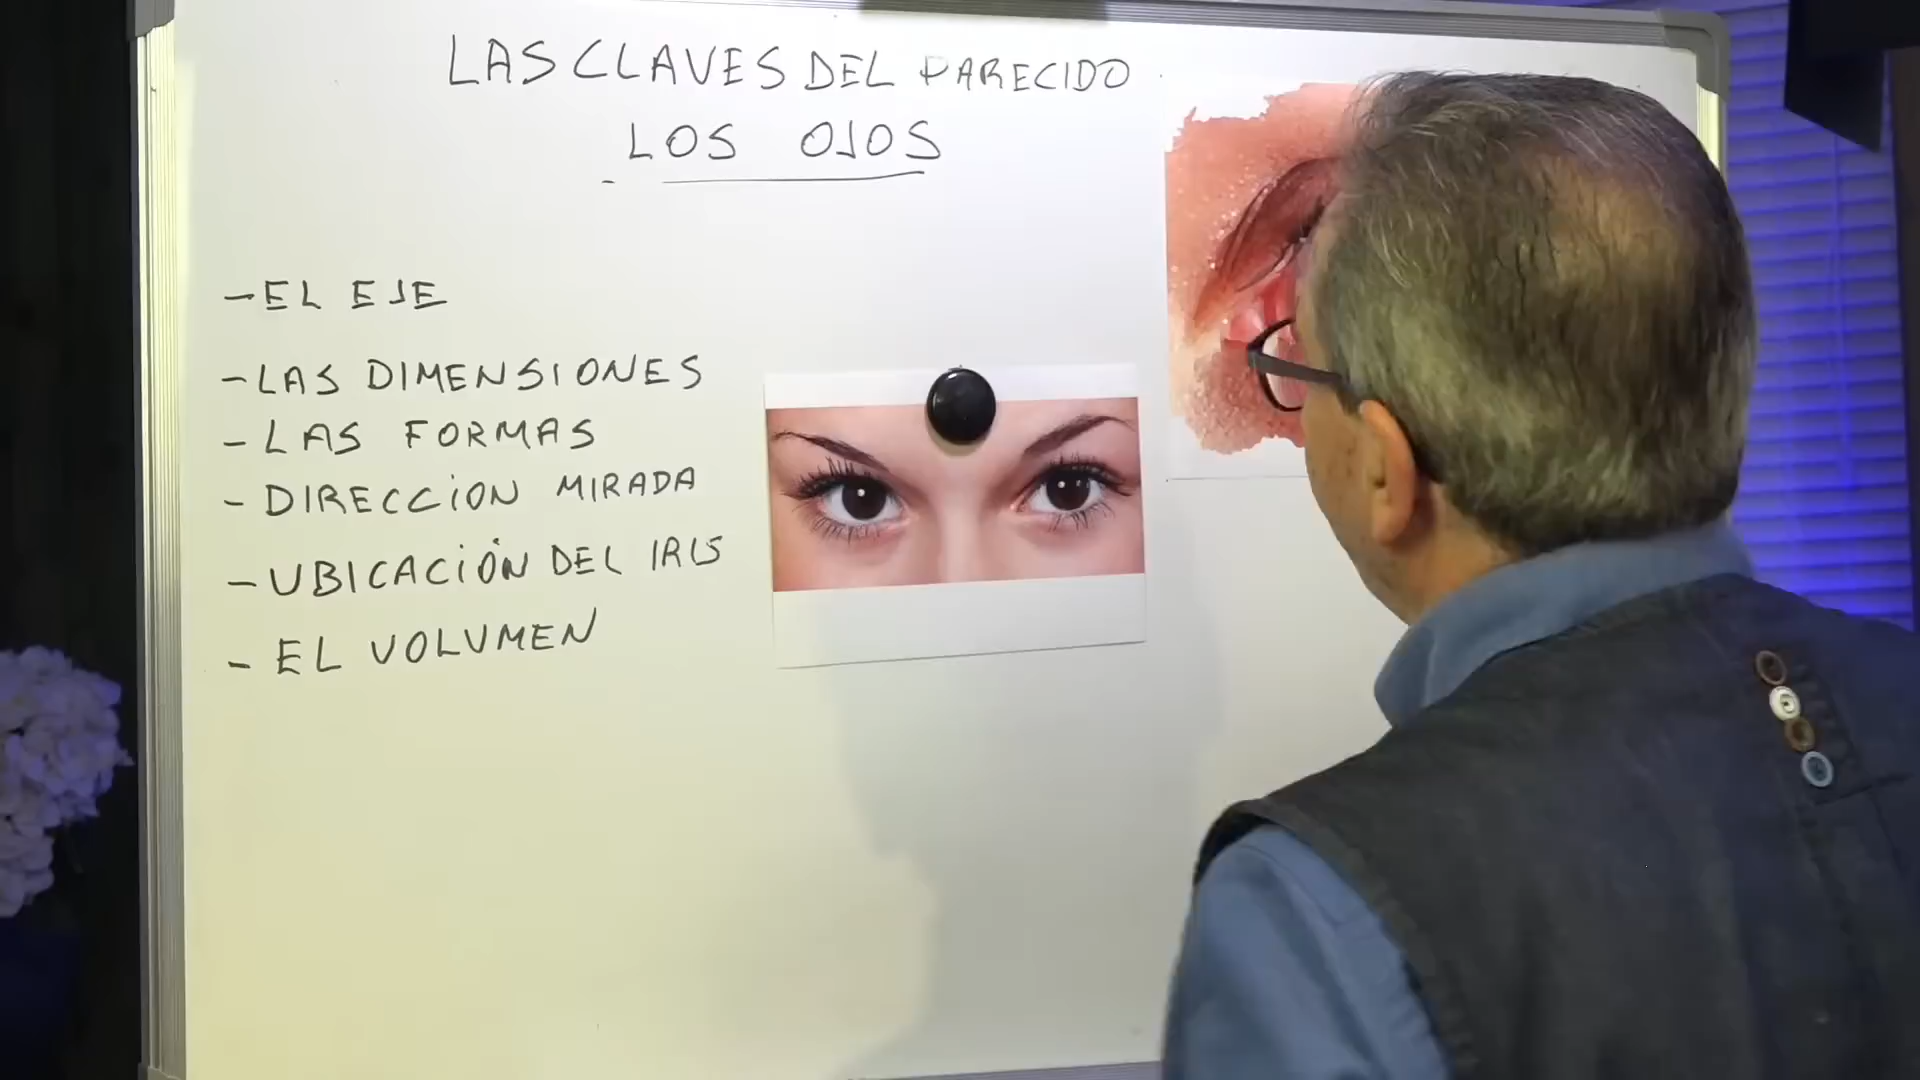 LAS CLAVES DEL PARECIDO
LOS OJOS
- EL EJE
- LAS DIMENSIONES
- LAS FORMAS
- DIRECCION MIRADA
- UBICACIÓN DEL IRIS
- EL VOLUMEN